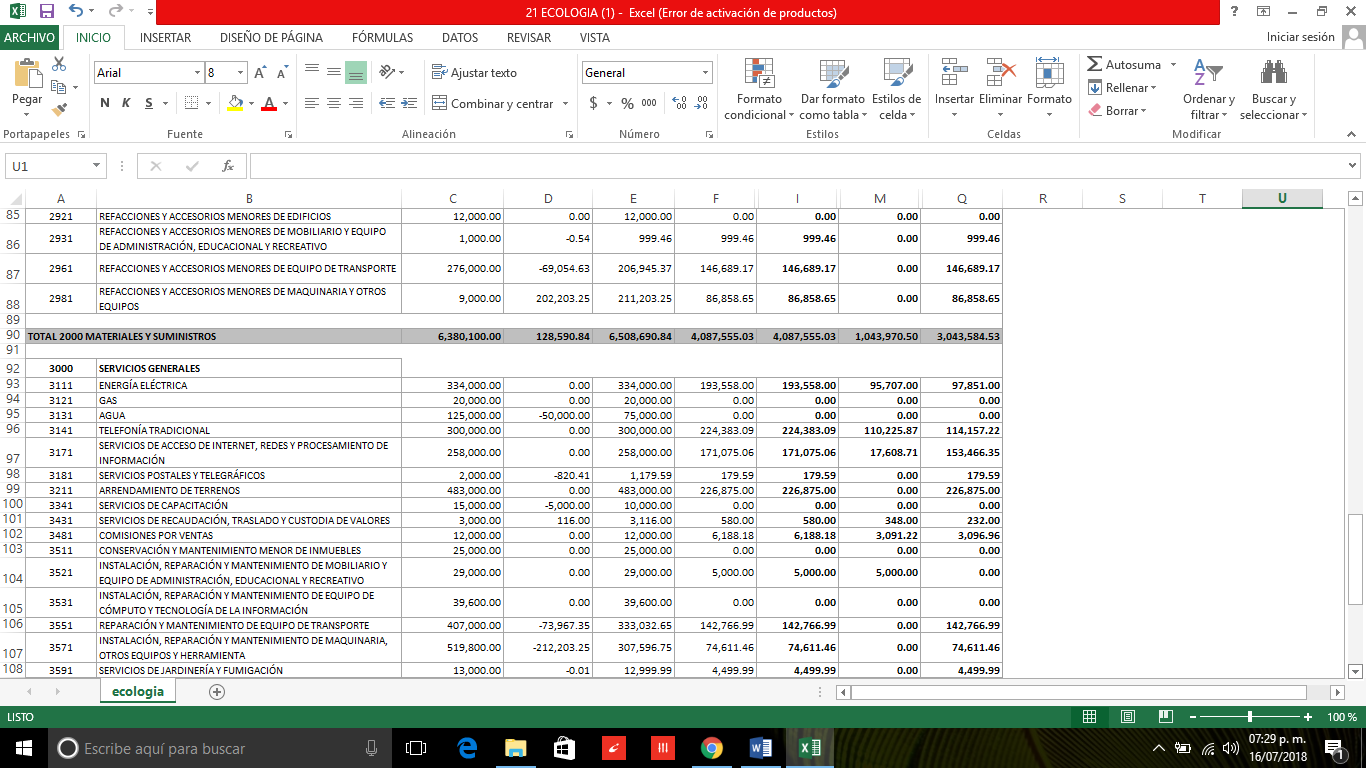 21 ECOLOGIA (1) - Excel (Error de activación de productos)
ARCHIVO INICIO INSERTAR DISEÑO DE PÁGINA FÓRMULAS DATOS REVISAR VISTA Iniciar sesión
Pegar
Arial 8 Ajustar texto General
N K S Combinar y centrar $ % 000
Formato condicional Dar formato como tabla Estilos de celda
Insertar Eliminar Formato
Autosuma
Rellenar
Borrar
Ordenar y filtrar Buscar y seleccionar
Portapapeles Fuente Alineación Número Estilos Celdas Modificar
U1 fx
A B C D E F I M Q R S T U
85 2921 REFACCIONES Y ACCESORIOS MENORES DE EDIFICIOS 12,000.00 0.00 12,000.00 0.00 0.00 0.00 0.00
86 2931 REFACCIONES Y ACCESORIOS MENORES DE MOBILIARIO Y EQUIPO
DE ADMINISTRACIÓN, EDUCACIONAL Y RECREATIVO 1,000.00 -0.54 999.46 999.46 999.46 0.00 999.46
87 2961 REFACCIONES Y ACCESORIOS MENORES DE EQUIPO DE TRANSPORTE 276,000.00 -69,054.63 206,945.37 146,689.17 146,689.17 0.00 146,689.17
88 2981 REFACCIONES Y ACCESORIOS MENORES DE MAQUINARIA Y OTROS
EQUIPOS 9,000.00 202,203.25 211,203.25 86,858.65 86,858.65 0.00 86,858.65
89
90 TOTAL 2000 MATERIALES Y SUMINISTROS 6,380,100.00 128,590.84 6,508,690.84 4,087,555.03 4,087,555.03 1,043,970.50 3,043,584.53
91
92 3000 SERVICIOS GENERALES
93 3111 ENERGÍA ELÉCTRICA 334,000.00 0.00 334,000.00 193,558.00 193,558.00 95,707.00 97,851.00
94 3121 GAS 20,000.00 0.00 20,000.00 0.00 0.00 0.00 0.00
95 3131 AGUA 125,000.00 -50,000.00 75,000.00 0.00 0.00 0.00 0.00
96 3141 TELEFONÍA TRADICIONAL 300,000.00 0.00 300,000.00 224,383.09 224,383.09 110,225.87 114,157.22
97 3171 SERVICIOS DE ACCESO DE INTERNET, REDES Y PROCESAMIENTO DE
INFORMACIÓN 258,000.00 0.00 258,000.00 171,075.06 171,075.06 17,608.71 153,466.35
98 3181 SERVICIOS POSTALES Y TELEGRÁFICOS 2,000.00 -820.41 1,179.59 179.59 179.59 0.00 179.59
99 3211 ARRENDAMIENTO DE TERRENOS 483,000.00 0.00 483,000.00 226,875.00 226,875.00 0.00 226,875.00
100 3341 SERVICIOS DE CAPACITACIÓN 15,000.00 -5,000.00 10,000.00 0.00 0.00 0.00 0.00
101 3431 SERVICIOS DE RECAUDACIÓN, TRASLADO Y CUSTODIA DE VALORES 3,000.00 116.00 3,116.00 580.00 580.00 348.00 232.00
102 3481 COMISIONES POR VENTAS 12,000.00 0.00 12,000.00 6,188.18 6,188.18 3,091.22 3,096.96
103 3511 CONSERVACIÓN Y MANTENIMIENTO MENOR DE INMUEBLES 25,000.00 0.00 25,000.00 0.00 0.00 0.00 0.00
104 3521 INSTALACIÓN, REPARACIÓN Y MANTENIMIENTO DE MOBILIARIO Y
EQUIPO DE ADMINISTRACIÓN, EDUCACIONAL Y RECREATIVO 29,000.00 0.00 29,000.00 5,000.00 5,000.00 5,000.00 0.00
105 3531 INSTALACIÓN, REPARACIÓN Y MANTENIMIENTO DE EQUIPO DE
CÓMPUTO Y TECNOLOGÍA DE LA INFORMACIÓN 39,600.00 0.00 39,600.00 0.00 0.00 0.00 0.00
106 3551 REPARACIÓN Y MANTENIMIENTO DE EQUIPO DE TRANSPORTE 407,000.00 -73,967.35 333,032.65 142,766.99 142,766.99 0.00 142,766.99
107 3571 INSTALACIÓN, REPARACIÓN Y MANTENIMIENTO DE MAQUINARIA,
OTROS EQUIPOS Y HERRAMIENTA 519,800.00 -212,203.25 307,596.75 74,611.46 74,611.46 0.00 74,611.46
108 3591 SERVICIOS DE JARDINERÍA Y FUMIGACIÓN 13,000.00 -0.01 12,999.99 4,499.99 4,499.99 0.00 4,499.99
ecologia
LISTO 100 %
Escribe aquí para buscar
07:29 p. m.
16/07/2018
1